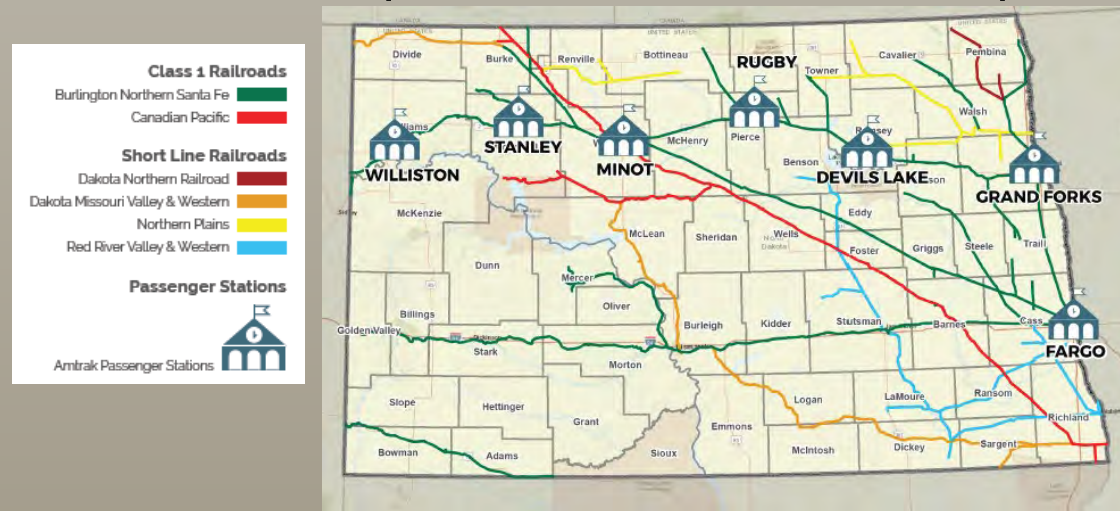 Class 1 Railroads
Burlington Northern Santa Fe
Canadian Pacific
Short Line Railroads
Dakota Northern Railroad
Dakota Missouri Valley & Western
Northern Plains
Red River Valley & Western
Passenger Stations
Amtrak Passenger Stations
CANADA
UNITED STATES
Divide
Burke
Renville
Bottineau
RUGBY
Towner
Cavalier
Pembina
Walsh
STANLEY
MINOT
McHenry
Pierce
Benson
WILLISTON
DEVILS LAKE
GRAND FORKS
McKenzie
McLean
Sheridan
Wells
Eddy
Foster
Griggs
Steele
Traill
Dunn
Mercer
Oliver
Billings
Golden Valley
Stark
Morton
Burleigh
Kidder
Stutsman
Barnes
Cass
FARGO
Slope
Hettinger
Grant
Emmons
Logan
LaMoure
Ransom
Richland
Bowman
Adams
Sioux
McIntosh
Dickey
Sargent